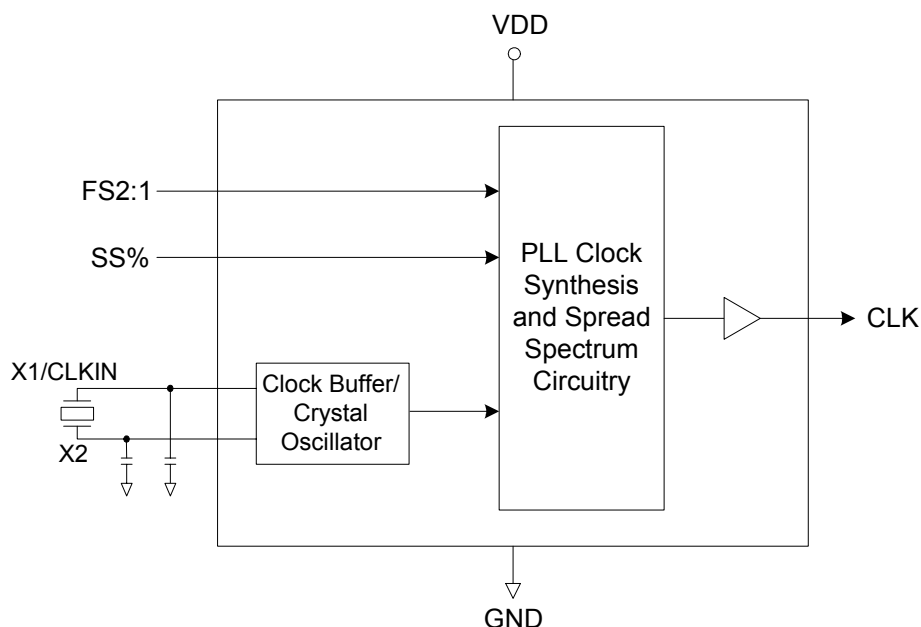 VDD
FS2:1
SS%
PLL Clock
Synthesis
and Spread
Spectrum
Circuitry
CLK
X1/CLKIN
Clock Buffer/
Crystal
Oscillator
X2
GND